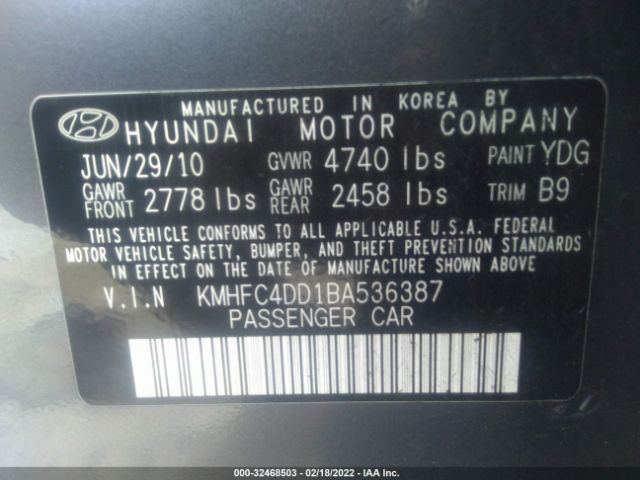 MANUFACTURED IN KOREA BY
HYUNDAI MOTOR COMPANY
JUN/29/10 GVWR 4740 lbs PAINT YDG
GAWR FRONT 2778 lbs GAWR REAR 2458 lbs TRIM B9
THIS VEHICLE CONFORMS TO ALL APPLICABLE U.S.A. FEDERAL
MOTOR VEHICLE SAFETY, BUMPER, AND THEFT PREVENTION STANDARDS
IN EFFECT ON THE DATE OF MANUFACTURE SHOWN ABOVE
V.I.N KMHFC4DD1BA536387
PASSENGER CAR
000-32468503 - 02/18/2022 - IAA Inc.